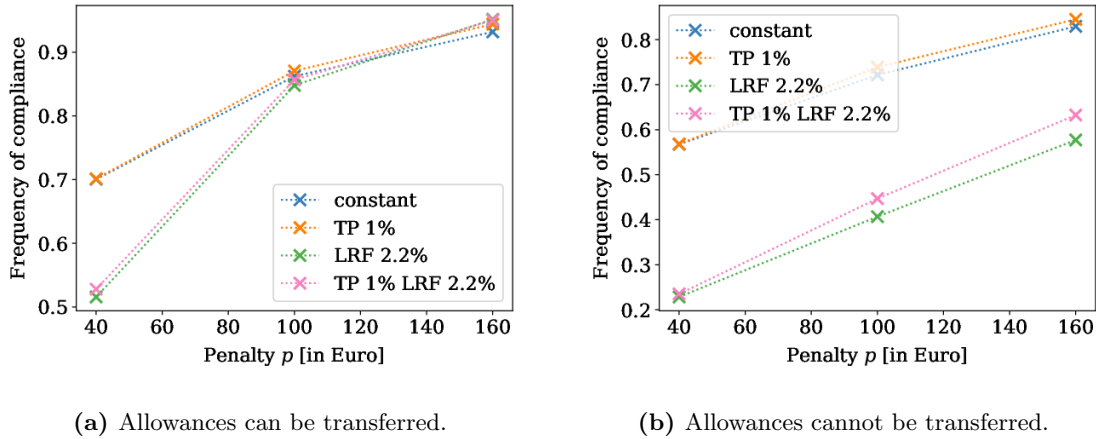 Frequency of compliance
0.9
0.8
0.7
0.6
0.5
constant
TP 1%
LRF 2.2%
TP 1% LRF 2.2%
40 60 80 100 120 140 160
Penalty p [in Euro]
(a) Allowances can be transferred.
Frequency of compliance
0.8
0.7
0.6
0.5
0.4
0.3
0.2
constant
TP 1%
LRF 2.2%
TP 1% LRF 2.2%
40 60 80 100 120 140 160
Penalty p [in Euro]
(b) Allowances cannot be transferred.